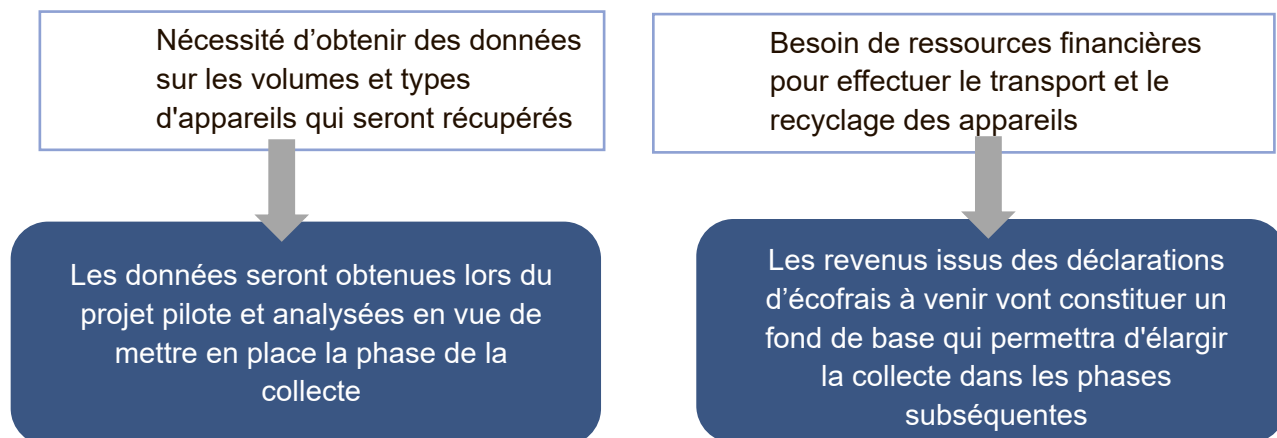 Nécessité d’obtenir des données
sur les volumes et types
d'appareils qui seront récupérés
Besoin de ressources financières
pour effectuer le transport et le
recyclage des appareils
Les données seront obtenues lors du
projet pilote et analysées en vue de
mettre en place la phase de la
collecte
Les revenus issus des déclarations
d’écofrais à venir vont constituer un
fond de base qui permettra d'élargir
la collecte dans les phases
subséquentes